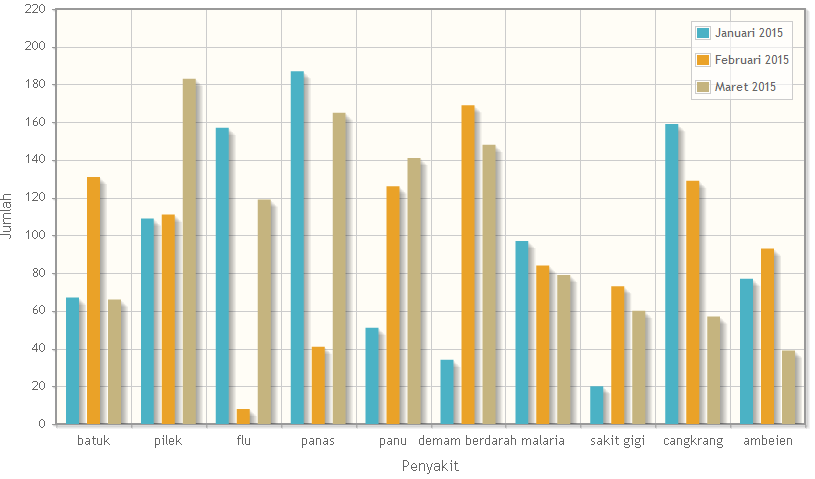 220
200
180
160
140
120
100
80
60
40
20
0
Jumlah
Januari 2015
Februari 2015
Maret 2015
batuk pilek flu panas panu demam berdarah malaria sakit gigi cangkrang ambeien
Penyakit